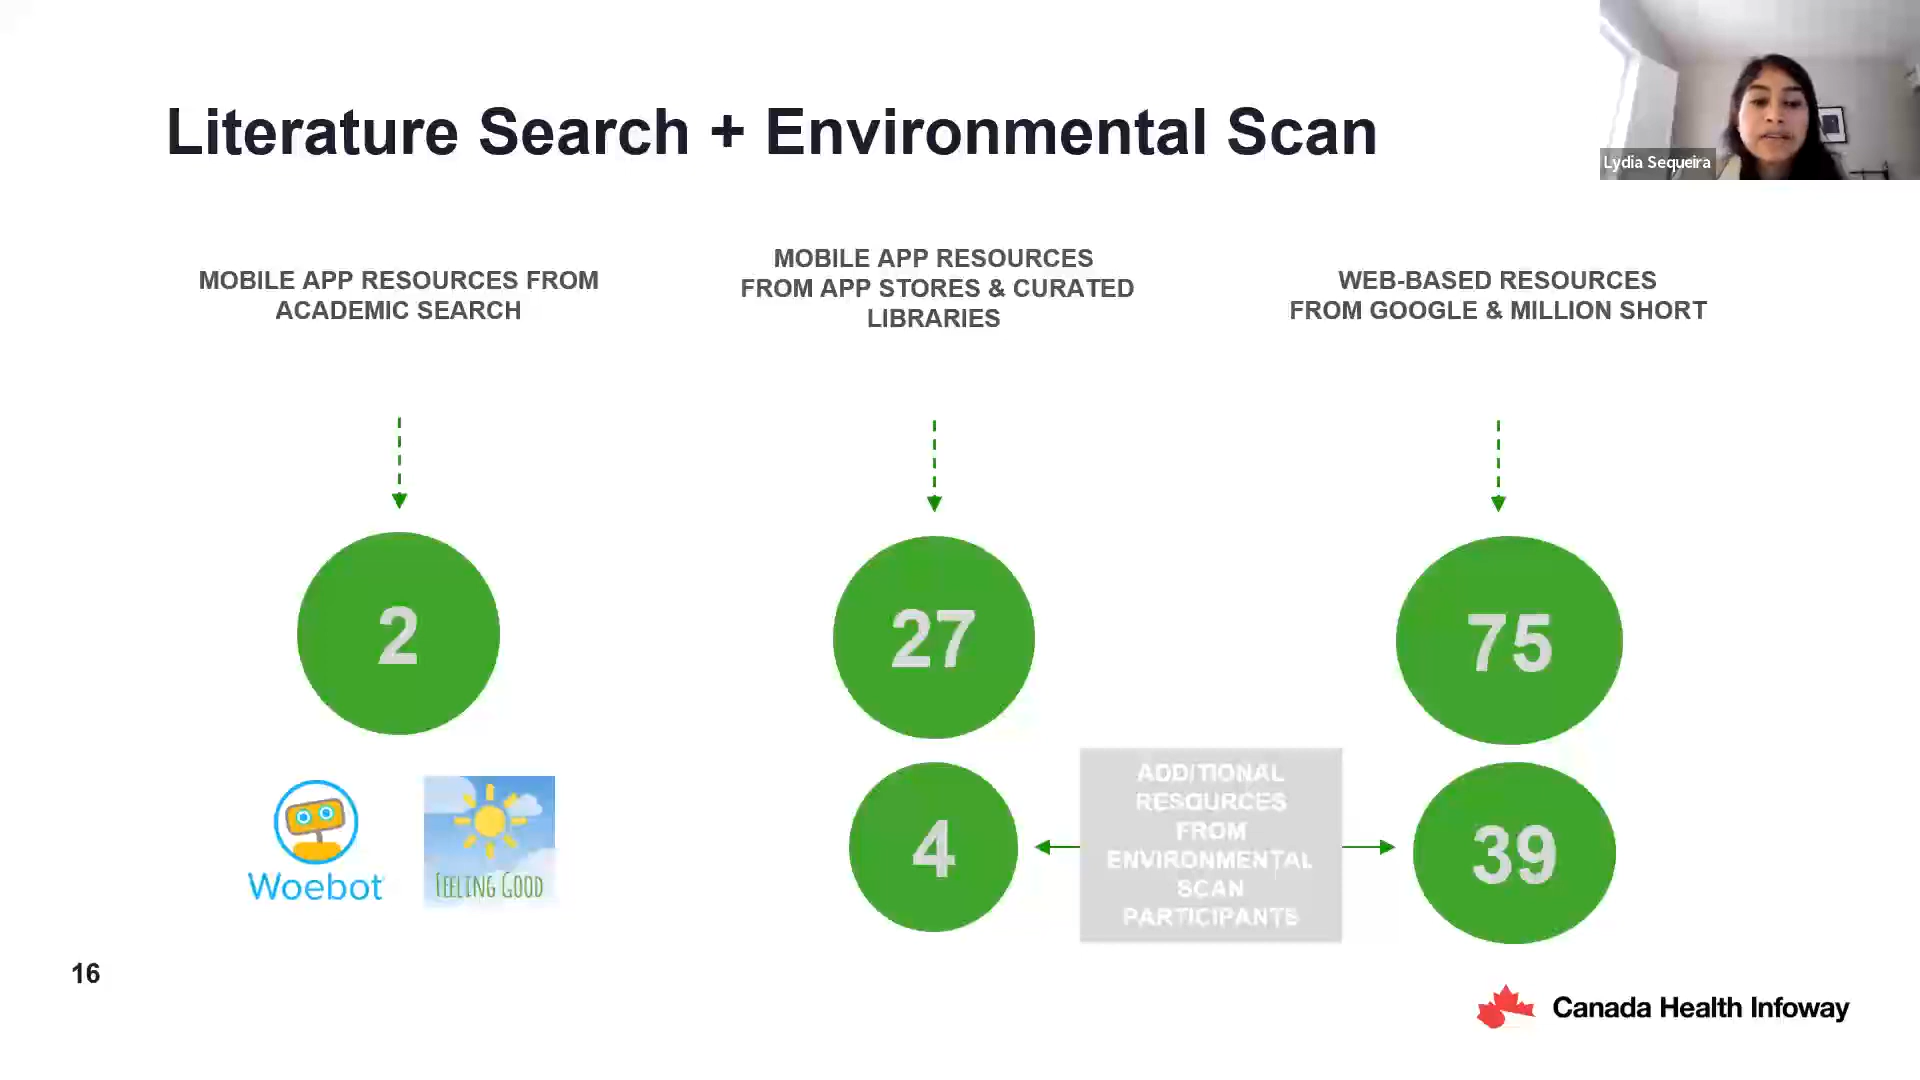 Literature Search + Environmental Scan
Lydia Sequeira
MOBILE APP RESOURCES FROM
ACADEMIC SEARCH
MOBILE APP RESOURCES
FROM APP STORES & CURATED
LIBRARIES
WEB-BASED RESOURCES
FROM GOOGLE & MILLION SHORT
2
27
75
Woebot
FEELING GOOD
4
ADDITIONAL
RESOURCES
FROM
ENVIRONMENTAL
SCAN
PARTICIPANTS
39
16
Canada Health Infoway